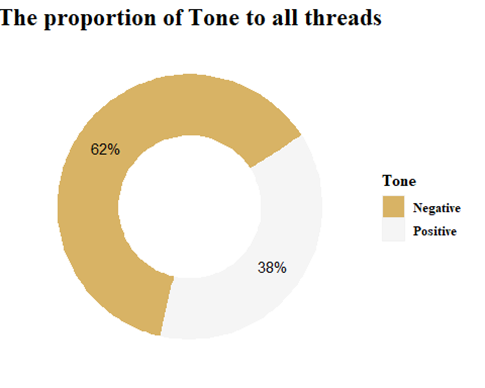 The proportion of Tone to all threads
62%
38%
Tone
Negative
Positive